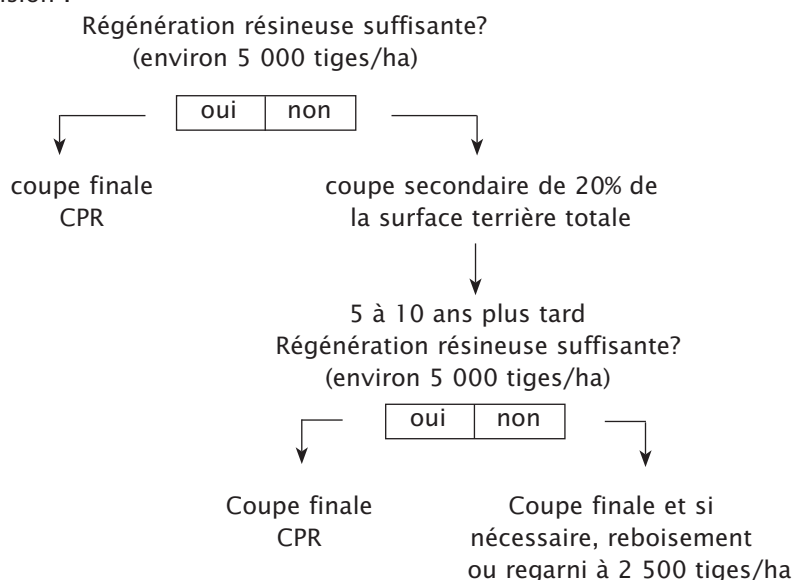 Régénération résineuse suffisante?
(environ 5 000 tiges/ha)
oui non
coupe finale
CPR
coupe secondaire de 20% de
la surface terrière totale
5 à 10 ans plus tard
Régénération résineuse suffisante?
(environ 5 000 tiges/ha)
oui non
Coupe finale
CPR
Coupe finale et si
nécessaire, reboisement
ou regarni à 2 500 tiges/ha